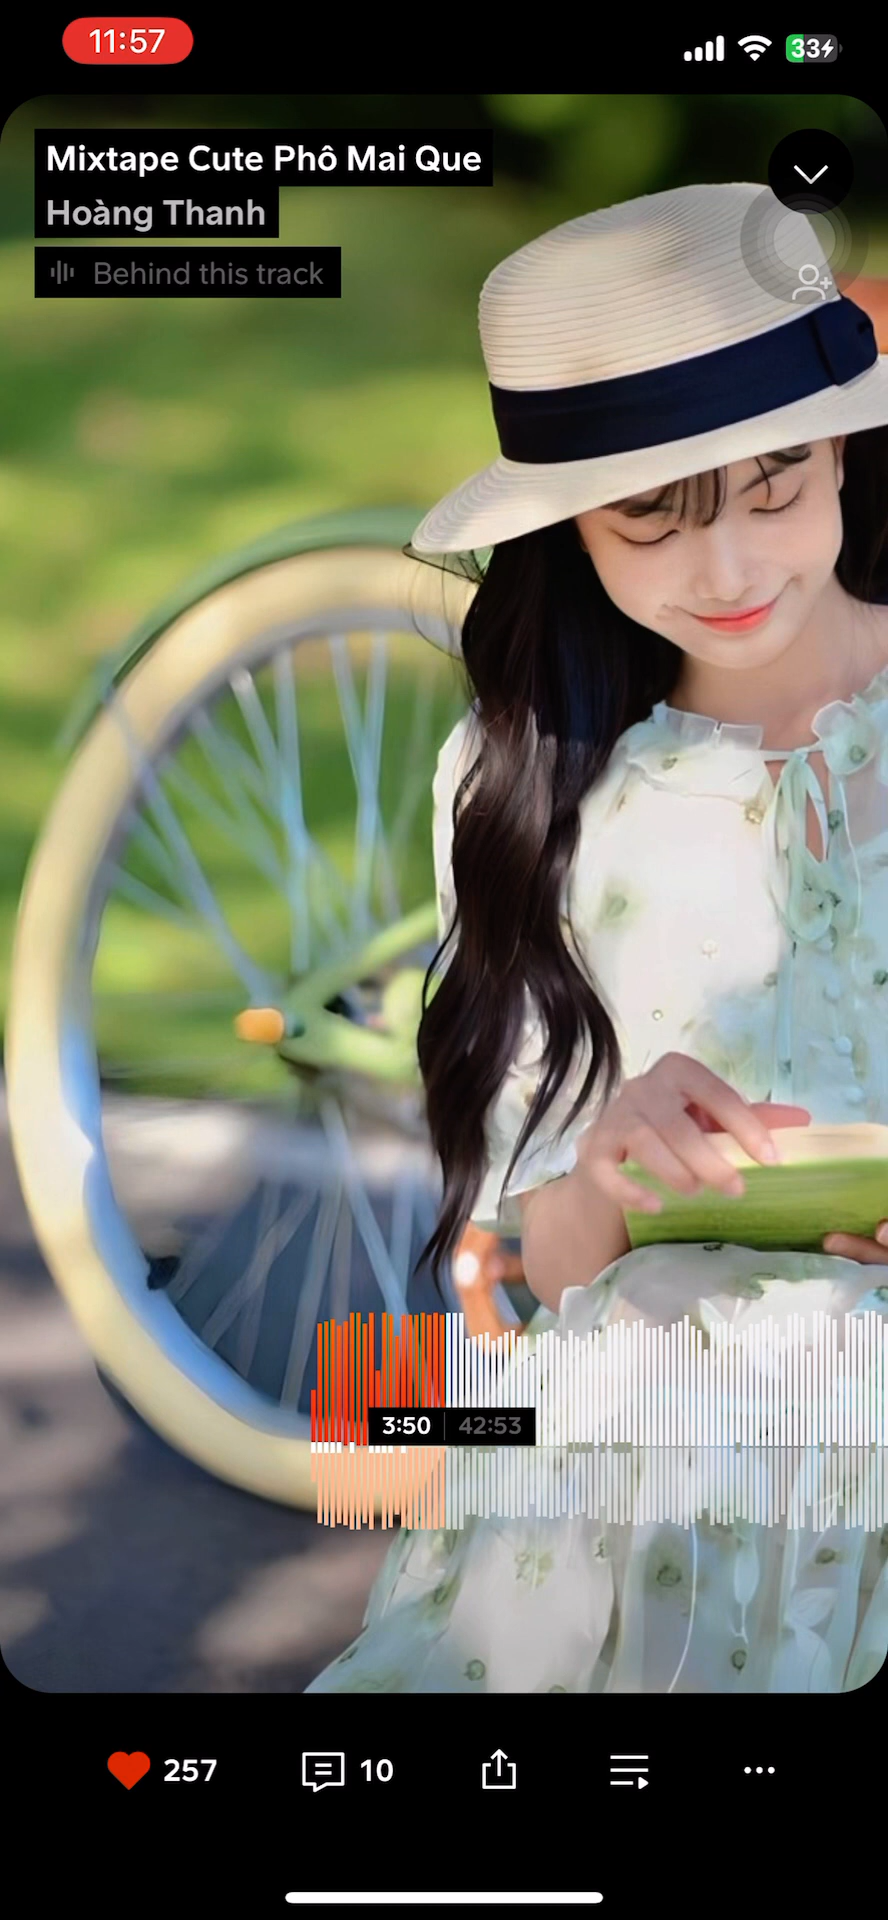 11:57
33
Mixtape Cute Phô Mai Que
Hoàng Thanh
Behind this track
3:50 42:53
257 10